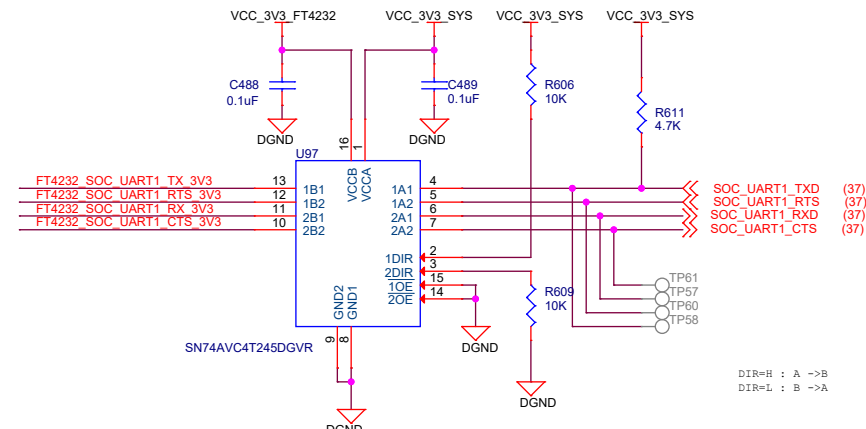 VCC_3V3_FT4232
VCC_3V3_SYS
VCC_3V3_SYS
VCC_3V3_SYS
C488
0.1uF
C489
0.1uF
R606
10K
R611
4.7K
DGND
DGND
U97
16
1
VCCB
VCCA
FT4232_SOC_UART1_TX_3V3
13
1B1
1A1
4
SOC_UART1_TXD
(37)
FT4232_SOC_UART1_RTS_3V3
12
1B2
1A2
5
SOC_UART1_RTS
(37)
FT4232_SOC_UART1_RX_3V3
11
2B1
2A1
6
SOC_UART1_RXD
(37)
FT4232_SOC_UART1_CTS_3V3
10
2B2
2A2
7
SOC_UART1_CTS
(37)
1DIR
2
2DIR
3
1OE
15
2OE
14
GND2
GND1
9
8
R609
10K
TP61
TP57
TP60
TP58
SN74AVC4T245DGVR
DGND
DGND
DGND
DIR=H : A ->B
DIR=L : B ->A